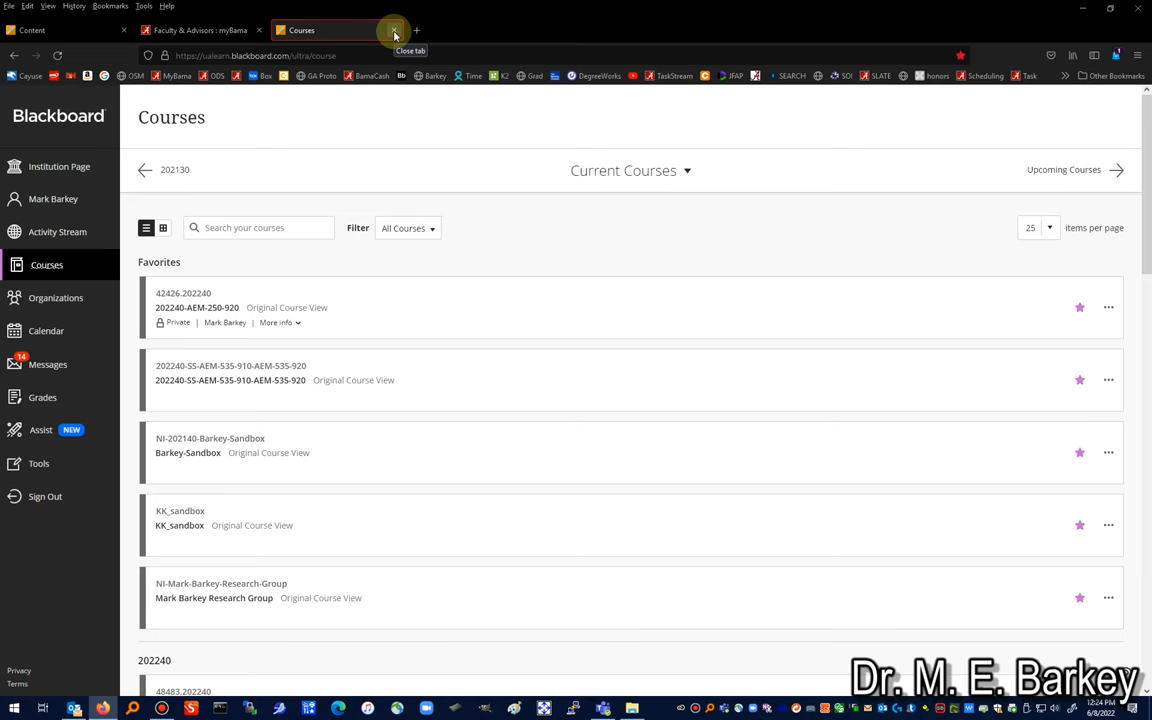 File Edit View History Bookmarks Tools Help
Content Faculty & Advisors : myBama Courses
Close tab
https://ualearn.blackboard.com/ultra/course
Cayuse OSM MyBama ODS Box GA Proto BamaCash Bb Barkey Time K2 Grad DegreeWorks TaskStream JFAP SEARCH SOI SLATE honors Scheduling Task Other Bookmarks
Blackboard
Institution Page
Mark Barkey
Activity Stream
Courses
Organizations
Calendar
14
Messages
Grades
Assist NEW
Tools
Sign Out
Privacy
Terms
Courses
202130 Current Courses Upcoming Courses
Search your courses Filter All Courses 25 items per page
Favorites
42426.202240
202240-AEM-250-920 Original Course View
Private | Mark Barkey | More info
202240-SS-AEM-535-910-AEM-535-920
202240-SS-AEM-535-910-AEM-535-920 Original Course View
NI-202140-Barkey-Sandbox
Barkey-Sandbox Original Course View
KK_sandbox
KK_sandbox Original Course View
NI-Mark-Barkey-Research-Group
Mark Barkey Research Group Original Course View
202240
48483.202240
Dr. M. E. Barkey
12:24 PM
6/8/2022